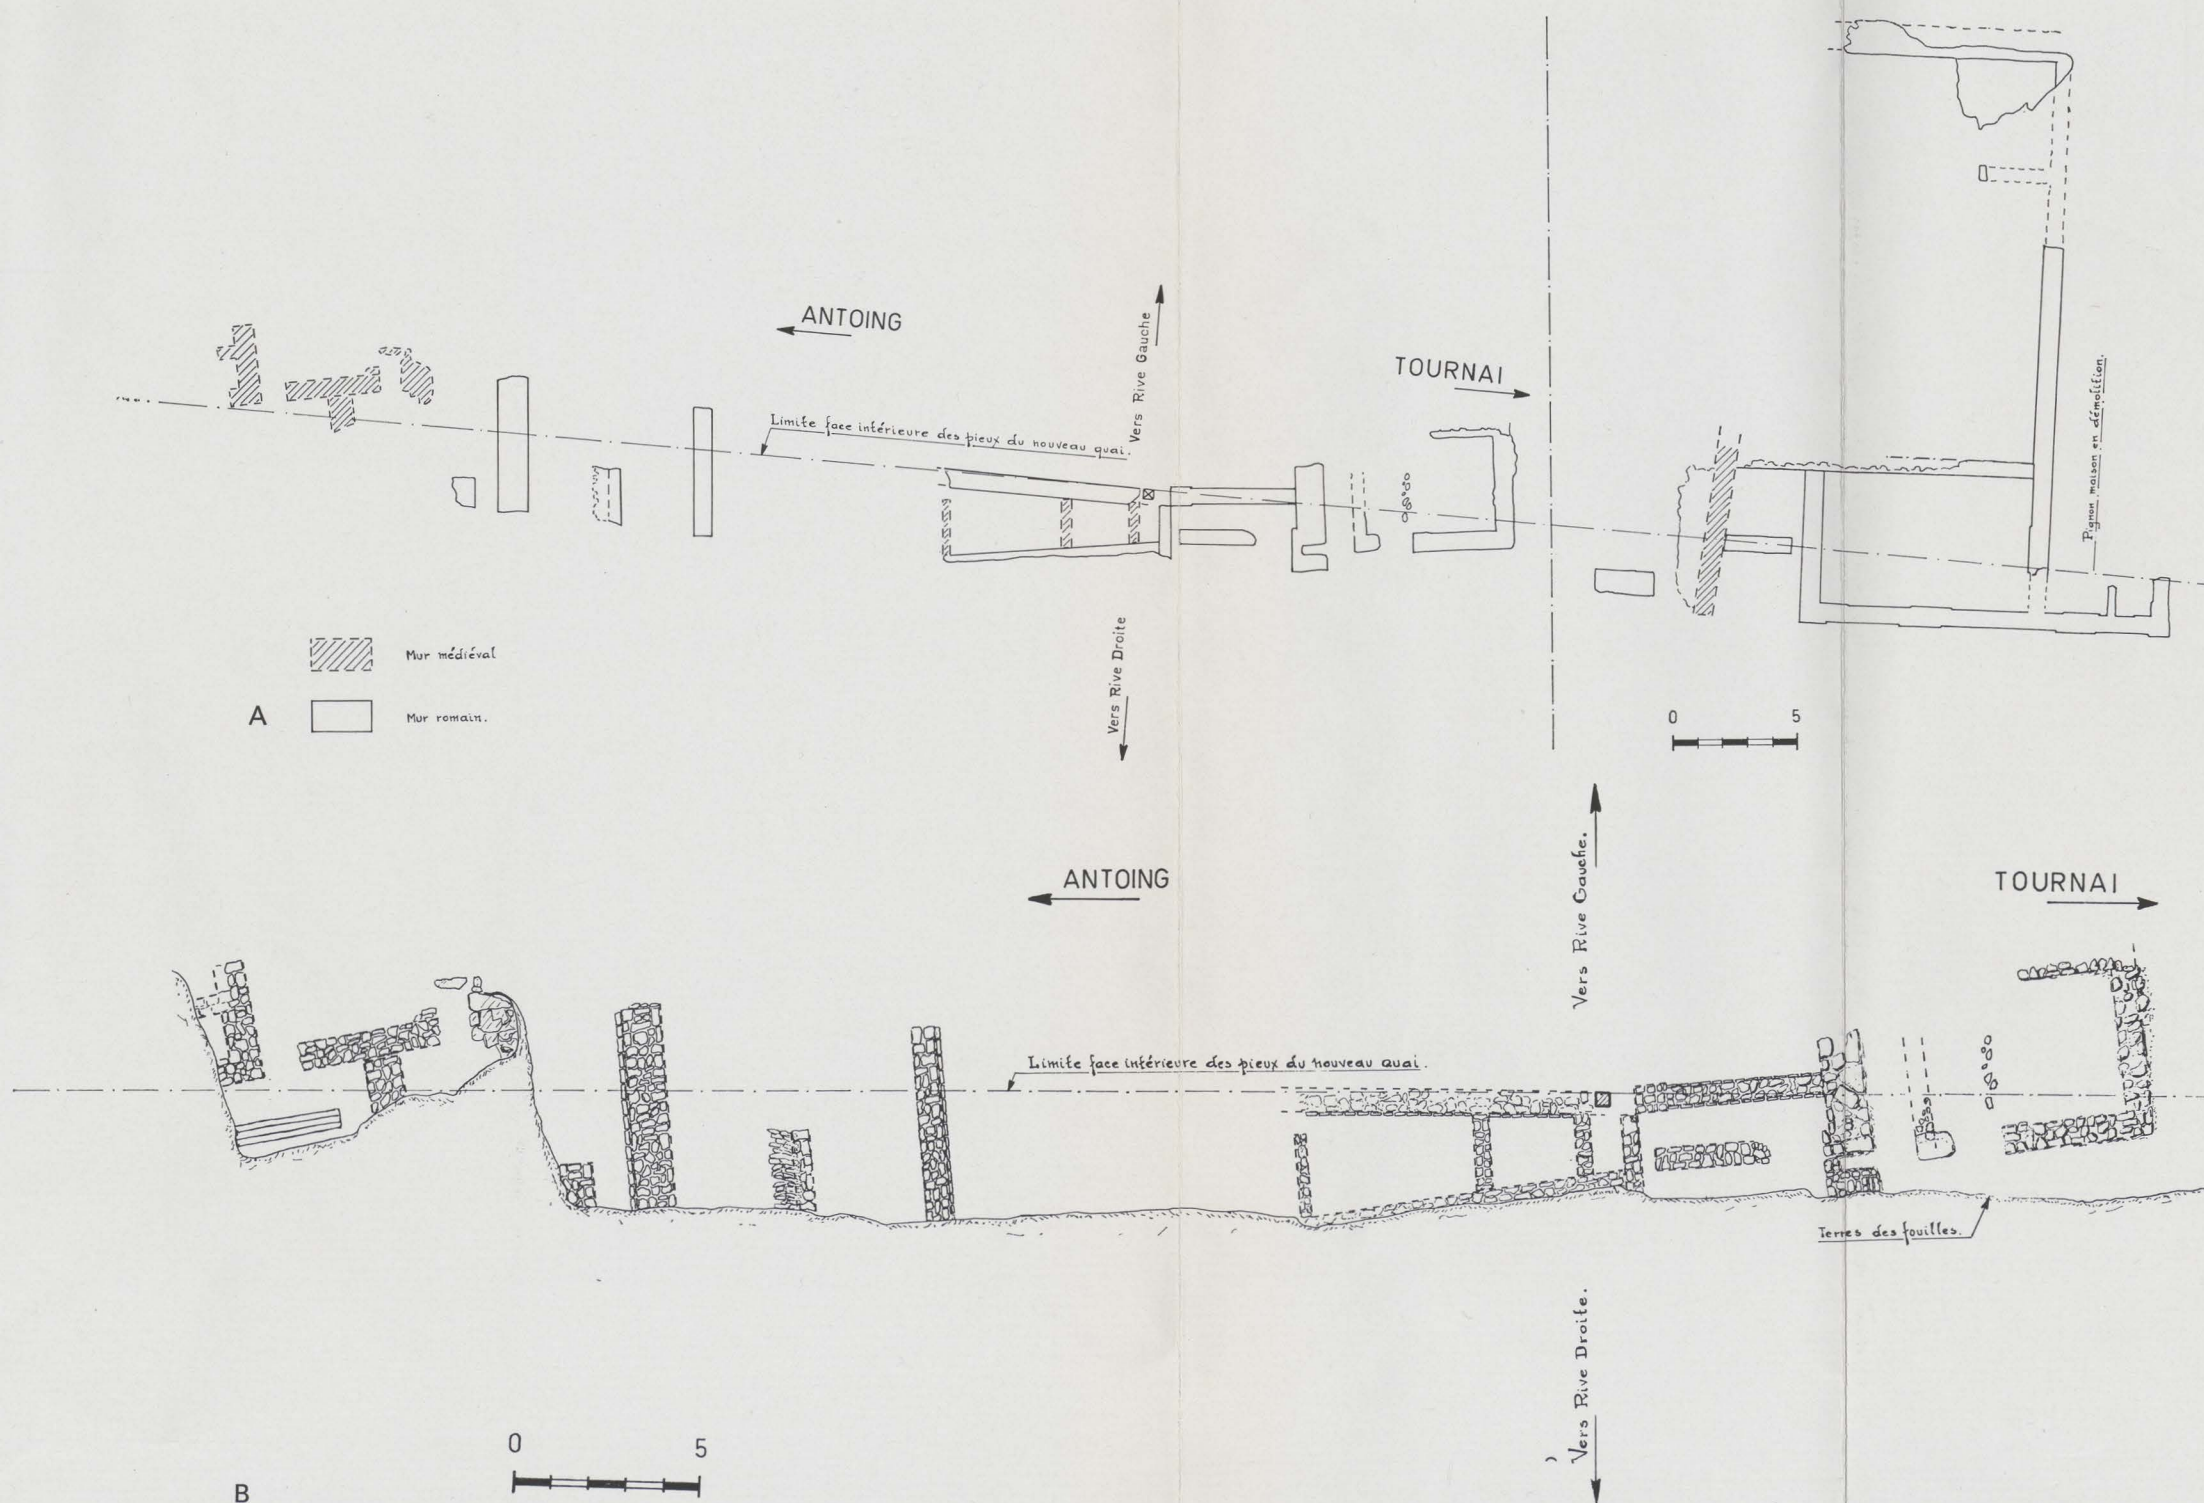 ANTOING
Vers Rive Gauche
TOURNAI
Limite face intérieure des pieux du nouveau quai.
Pignon maison en démolition.
Mur médiéval
Vers Rive Droite
A
Mur romain.
0 5
ANTOING
Vers Rive Gauche.
TOURNAI
Limite face intérieure des pieux du nouveau quai.
Terres des fouilles.
Vers Rive Droite.
0 5
B